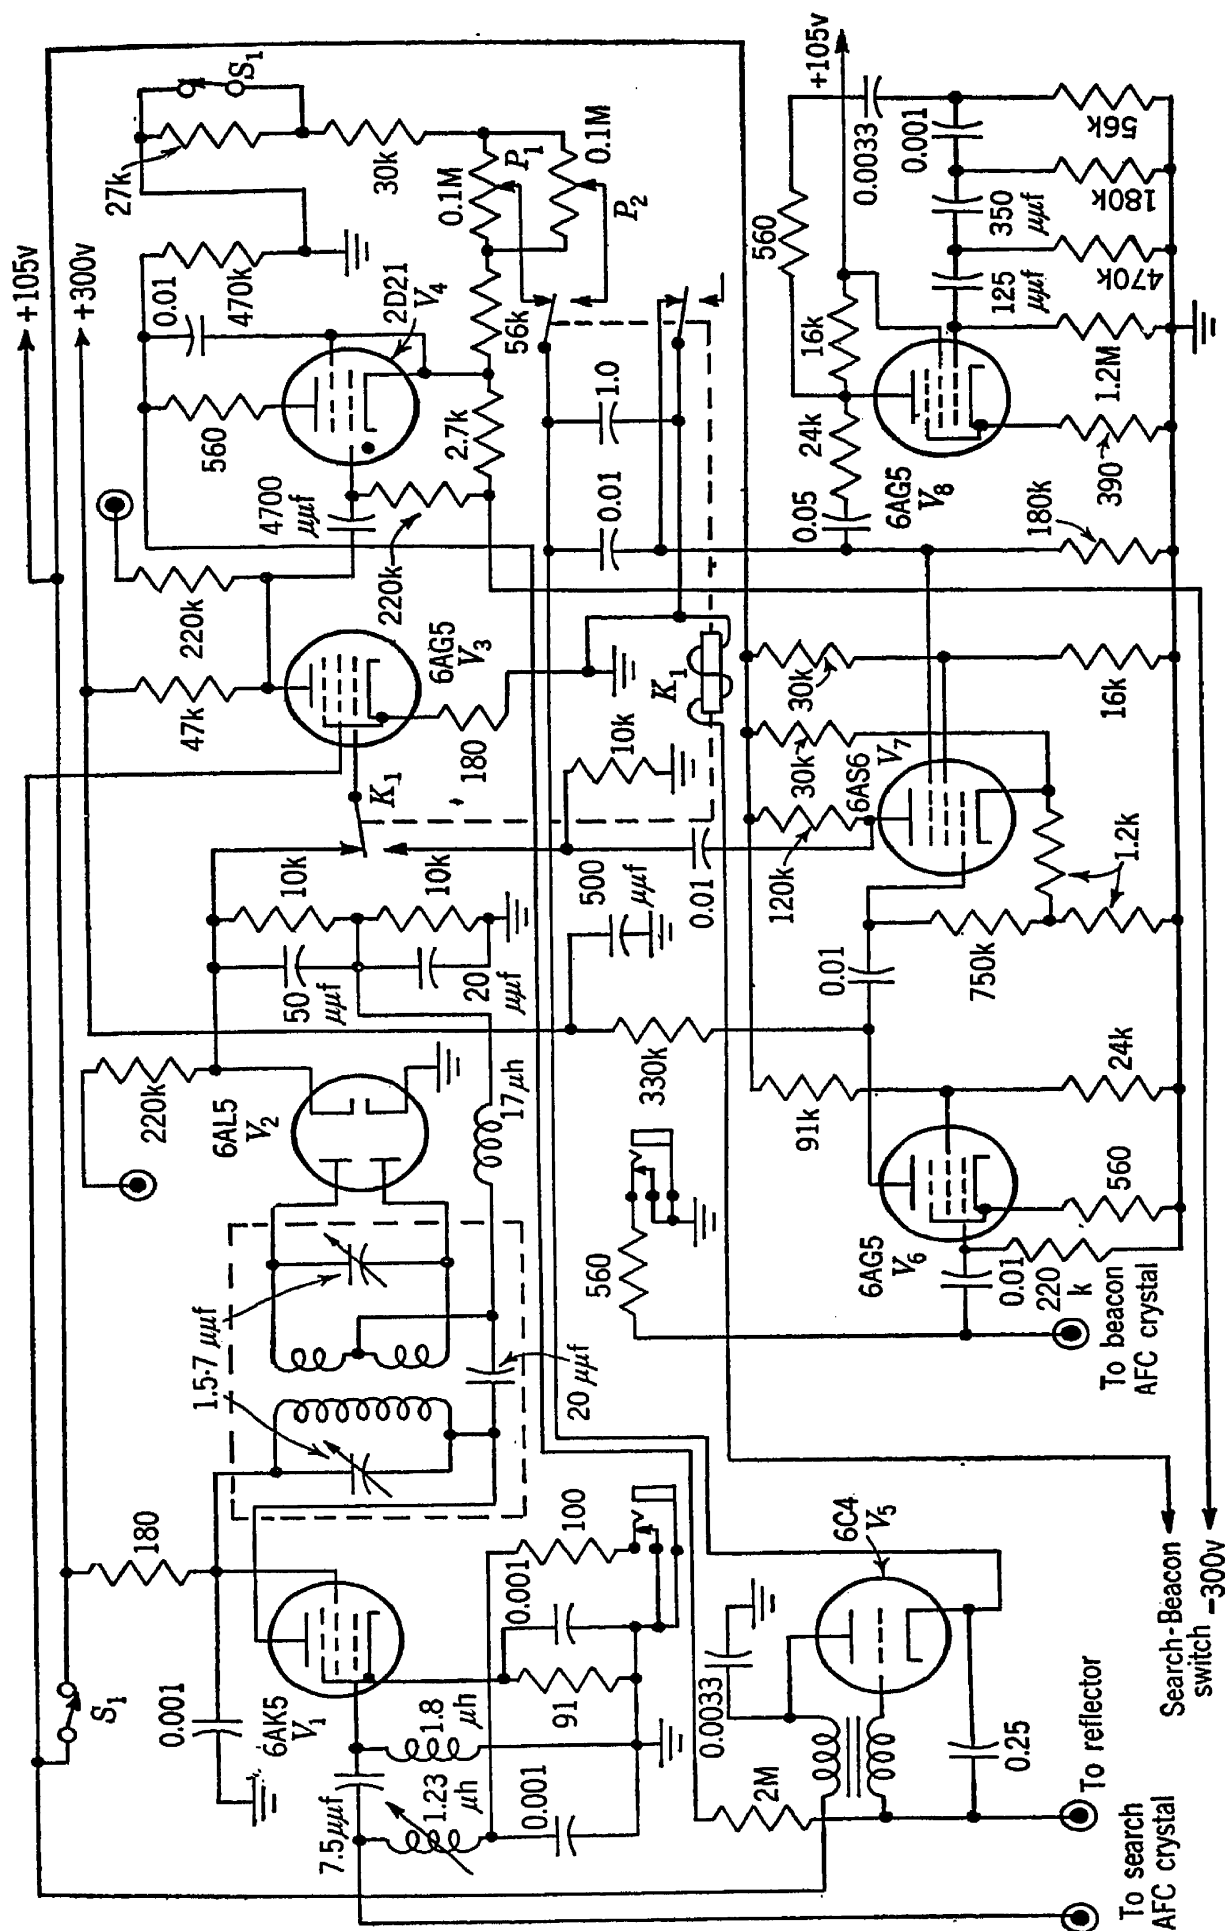 +105v
+300v
S₁
27k
30k
0.1M
P₁
0.1M
P₂
0.01
470k
2D21
V₄
56k
560
2.7k
4700
μμf
220k
220k
47k
6AG5
V₃
180
K₁
1.0
0.01
K₁
10k
10k
10k
50
μμf
20
μμf
500
μμf
0.01
220k
6AL5
V₂
17μh
1.5-7 μμf
20 μμf
180
S₁
0.001
6AK5
V₁
7.5μμf
1.8
μh
1.23
μh
0.001
91
0.001
100
0.0033
6C4
V₅
2M
0.25
To reflector
To search
AFC crystal
Search-Beacon
switch
-300v
560
330k
91k
24k
6AG5
V₆
0.01
220
k
560
To beacon
AFC crystal
0.01
750k
1.2k
120k
30k
6AS6
V₇
30k
16k
180k
0.05
24k
16k
560
+105v
0.0033
0.001
350
μμf
125
μμf
6AG5
V₈
390
1.2M
470k
180k
56k